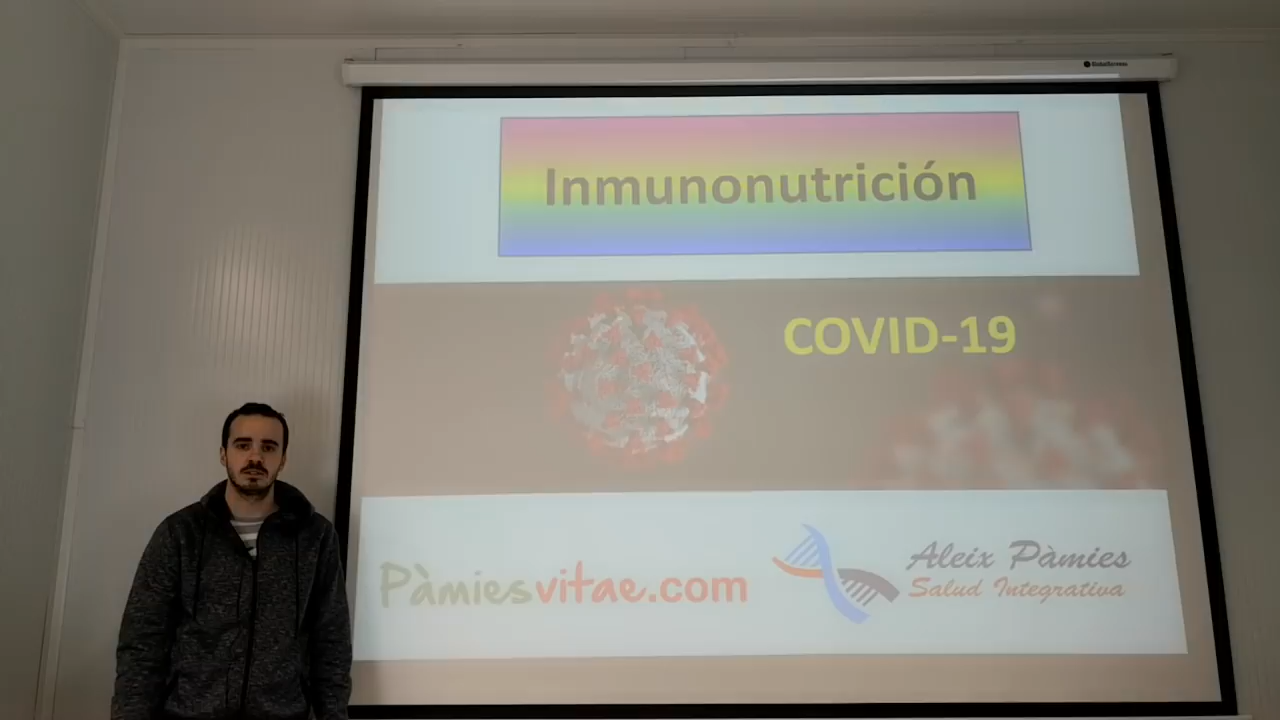 Inmunonutrición
COVID-19
Pàmiesvitae.com
Aleix Pàmies
Salud Integrativa